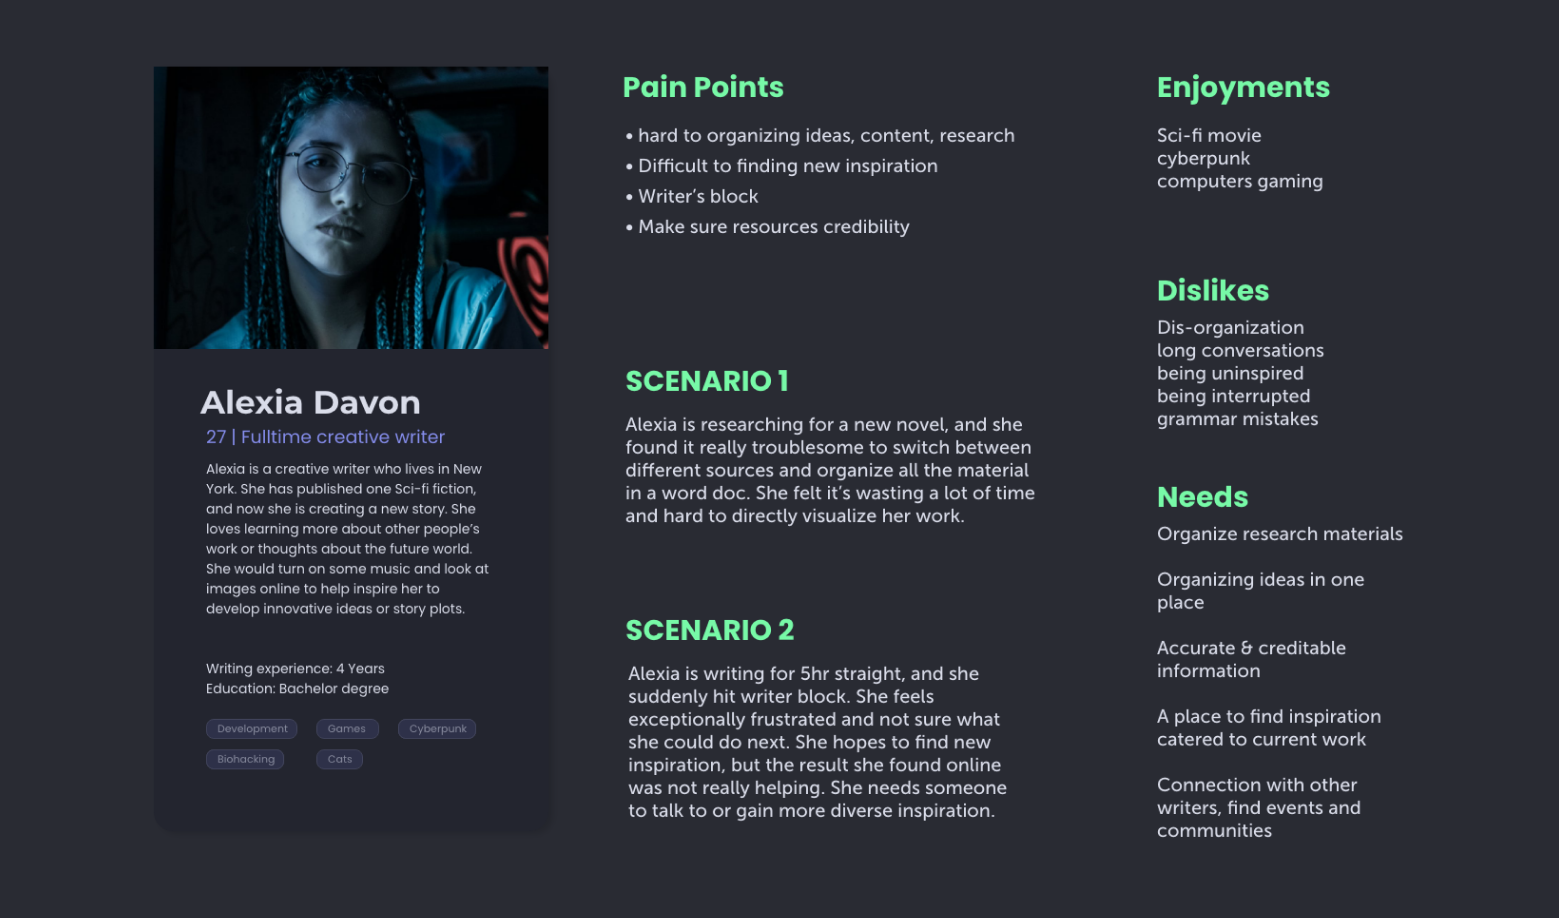 Alexia Davon
27 | Fulltime creative writer
Alexia is a creative writer who lives in New
York. She has published one Sci-fi fiction,
and now she is creating a new story. She
loves learning more about other people's
work or thoughts about the future world.
She would turn on some music and look at
images online to help inspire her to
develop innovative ideas or story plots.
Writing experience: 4 Years
Education: Bachelor degree
Development Games Cyberpunk
Biohacking Cats
Pain Points
• hard to organizing ideas, content, research
• Difficult to finding new inspiration
• Writer's block
• Make sure resources credibility
SCENARIO 1
Alexia is researching for a new novel, and she
found it really troublesome to switch between
different sources and organize all the material
in a word doc. She felt it's wasting a lot of time
and hard to directly visualize her work.
SCENARIO 2
Alexia is writing for 5hr straight, and she
suddenly hit writer block. She feels
exceptionally frustrated and not sure what
she could do next. She hopes to find new
inspiration, but the result she found online
was not really helping. She needs someone
to talk to or gain more diverse inspiration.
Enjoyments
Sci-fi movie
cyberpunk
computers gaming
Dislikes
Dis-organization
long conversations
being uninspired
being interrupted
grammar mistakes
Needs
Organize research materials
Organizing ideas in one
place
Accurate & creditable
information
A place to find inspiration
catered to current work
Connection with other
writers, find events and
communities